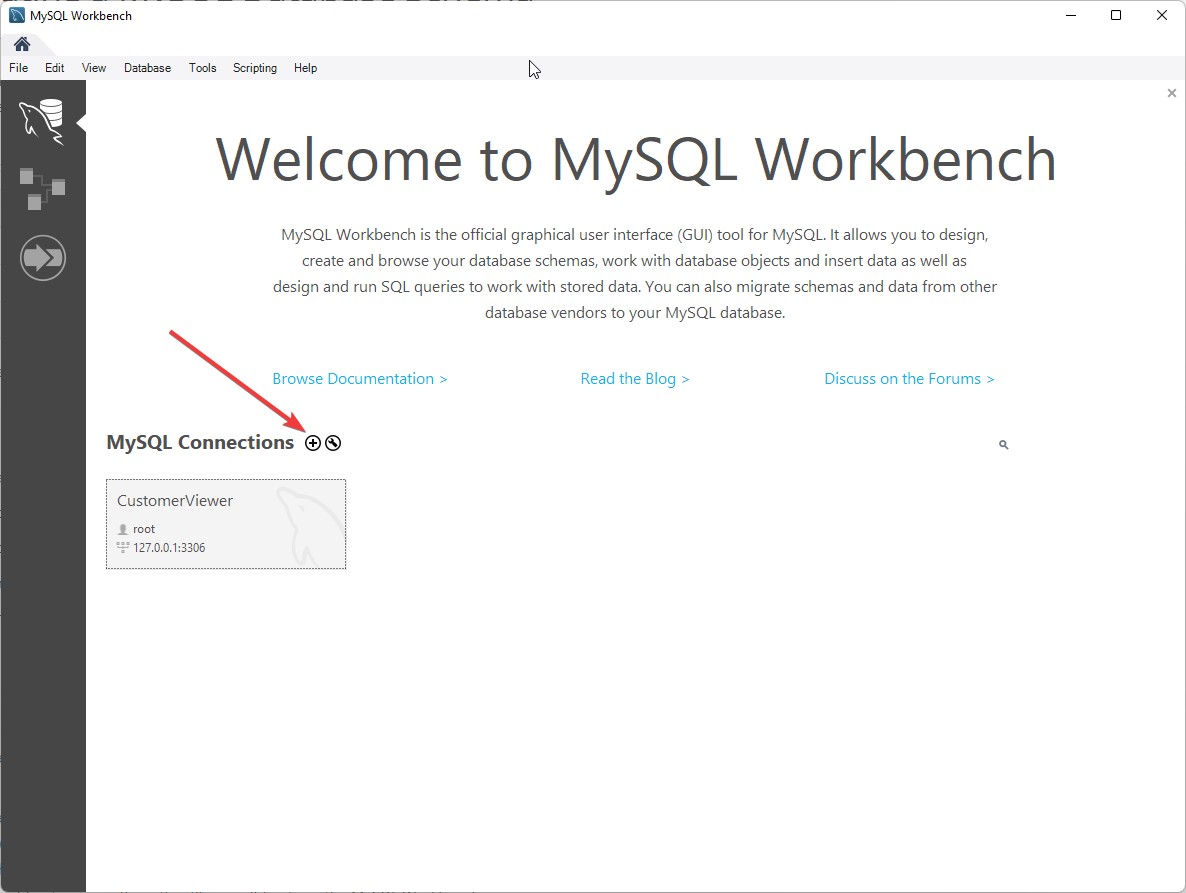 MySQL Workbench
File Edit View Database Tools Scripting Help
Welcome to MySQL Workbench
MySQL Workbench is the official graphical user interface (GUI) tool for MySQL. It allows you to design,
create and browse your database schemas, work with database objects and insert data as well as
design and run SQL queries to work with stored data. You can also migrate schemas and data from other
database vendors to your MySQL database.
Browse Documentation > Read the Blog > Discuss on the Forums >
MySQL Connections
CustomerViewer
root
127.0.0.1:3306